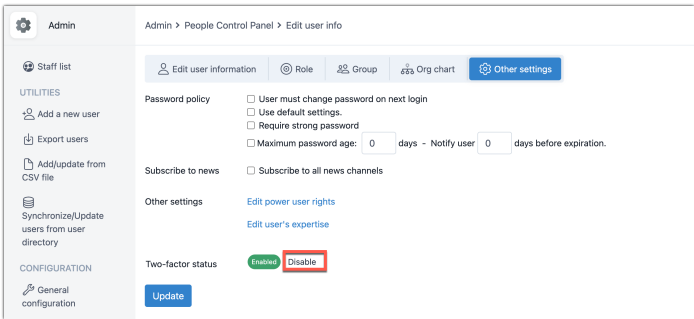 Admin
Admin > People Control Panel > Edit user info
Staff list
UTILITIES
Add a new user
Export users
Add/update from
CSV file
Synchronize/Update
users from user
directory
CONFIGURATION
General
configuration
Edit user information
Role
Group
Org chart
Other settings
Password policy
User must change password on next login
Use default settings.
Require strong password
Maximum password age: 0 days - Notify user 0 days before expiration.
Subscribe to news
Subscribe to all news channels
Other settings
Edit power user rights
Edit user's expertise
Two-factor status
Enabled
Disable
Update